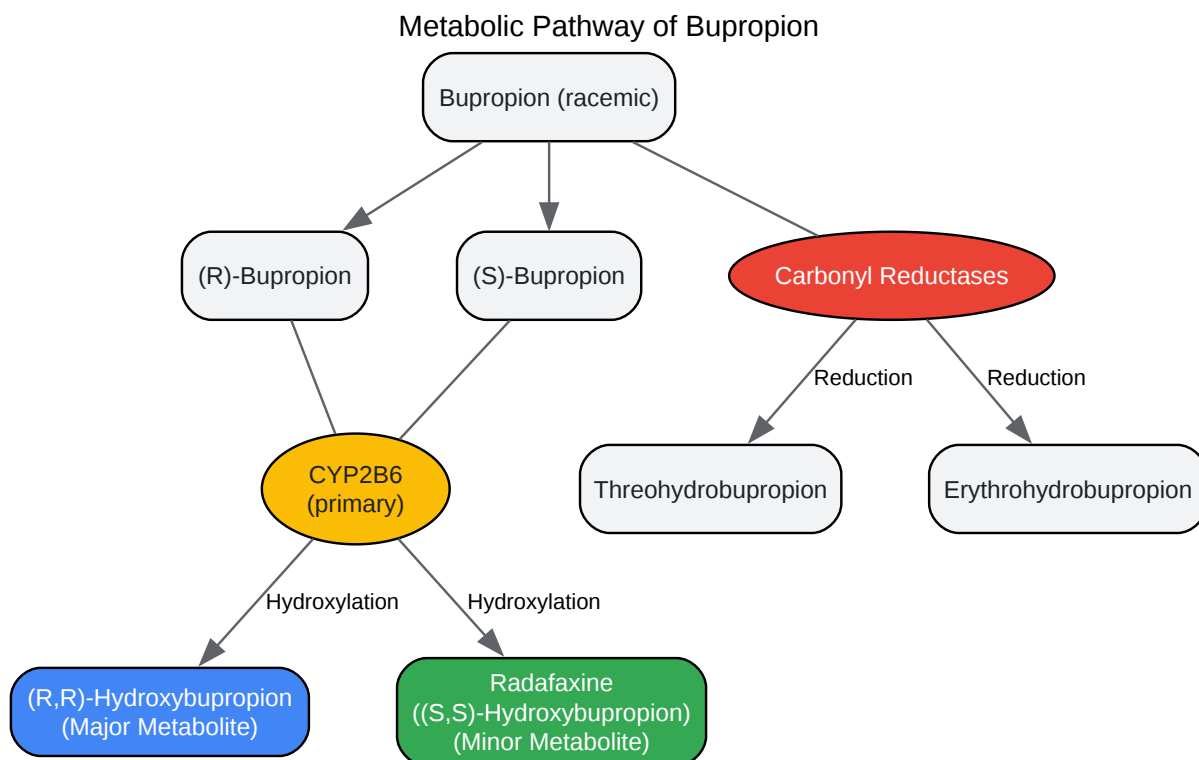 Metabolic Pathway of Bupropion
Bupropion (racemic)
(R)-Bupropion
(S)-Bupropion
Carbonyl Reductases
Reduction
Reduction
CYP2B6
(primary)
Threohydrobupropion
Erythrohydrobupropion
Hydroxylation
Hydroxylation
(R,R)-Hydroxybupropion
(Major Metabolite)
Radafaxine
((S,S)-Hydroxybupropion)
(Minor Metabolite)